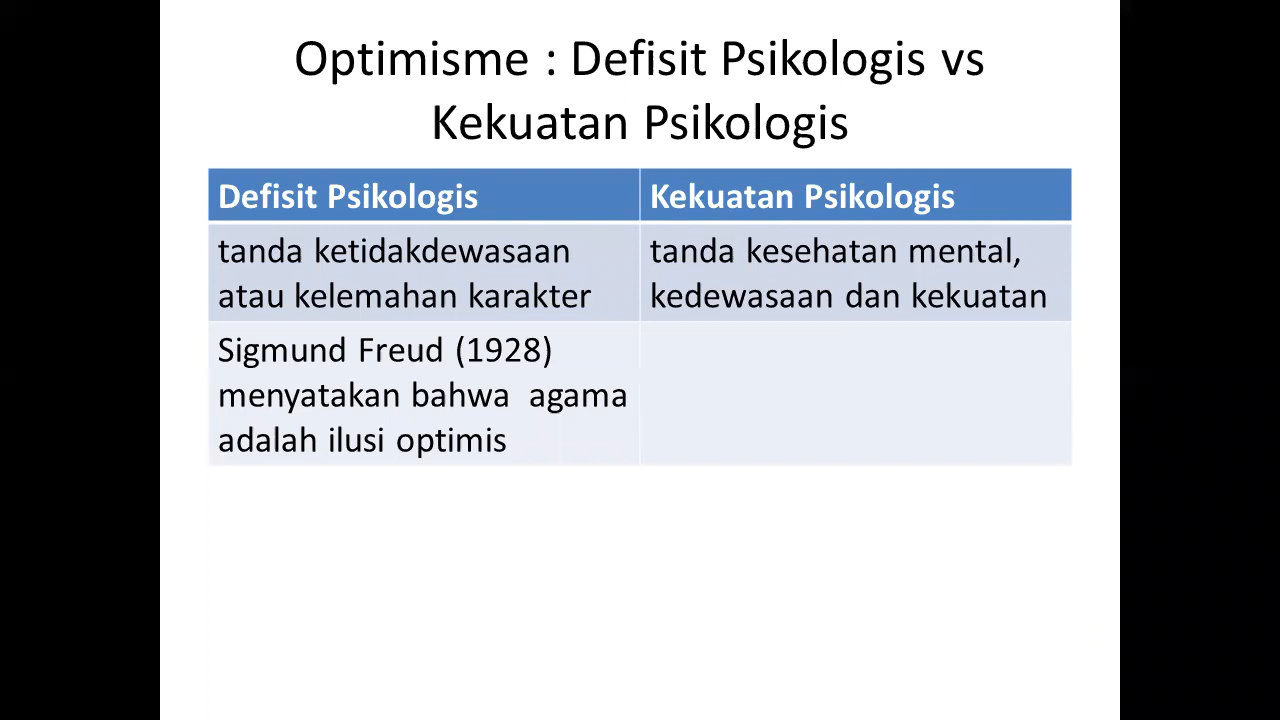 Optimisme : Defisit Psikologis vs
Kekuatan Psikologis
Defisit Psikologis
Kekuatan Psikologis
tanda ketidakdewasaan
atau kelemahan karakter
tanda kesehatan mental,
kedewasaan dan kekuatan
Sigmund Freud (1928)
menyatakan bahwa  agama
adalah ilusi optimis